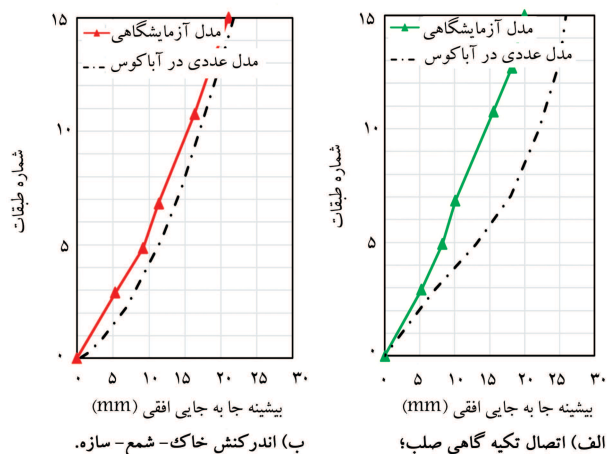 مدل آزمایشگاهی
مدل عددی در آباکوس
شماره طبقات
۱۵
۱۰
۵
۰
۰ ۵ ۱۰ ۱۵ ۲۰ ۲۵ ۳۰
بیشینه جا به جایی افقی (mm)
الف) اتصال تکیه گاهی صلب؛
مدل آزمایشگاهی
مدل عددی در آباکوس
شماره طبقات
۱۵
۱۰
۵
۰
۰ ۵ ۱۰ ۱۵ ۲۰ ۲۵ ۳۰
بیشینه جا به جایی افقی (mm)
ب) اندرکنش خاك- شمع- سازه.